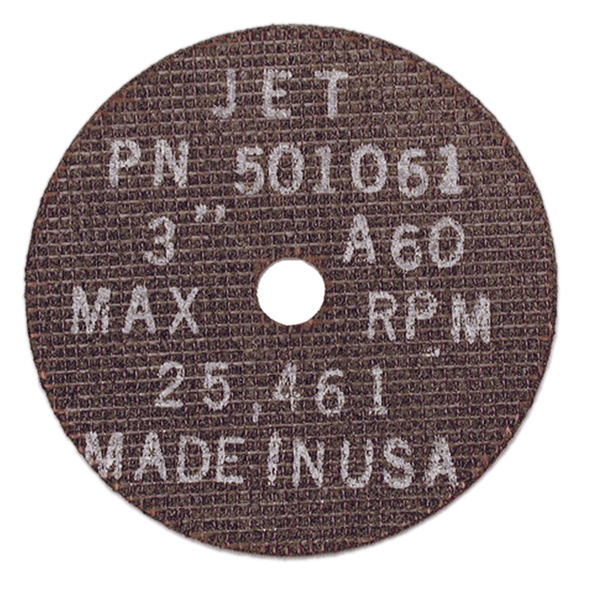 JET
PN 501061
3" A60
MAX RPM
25,461
MADE IN USA